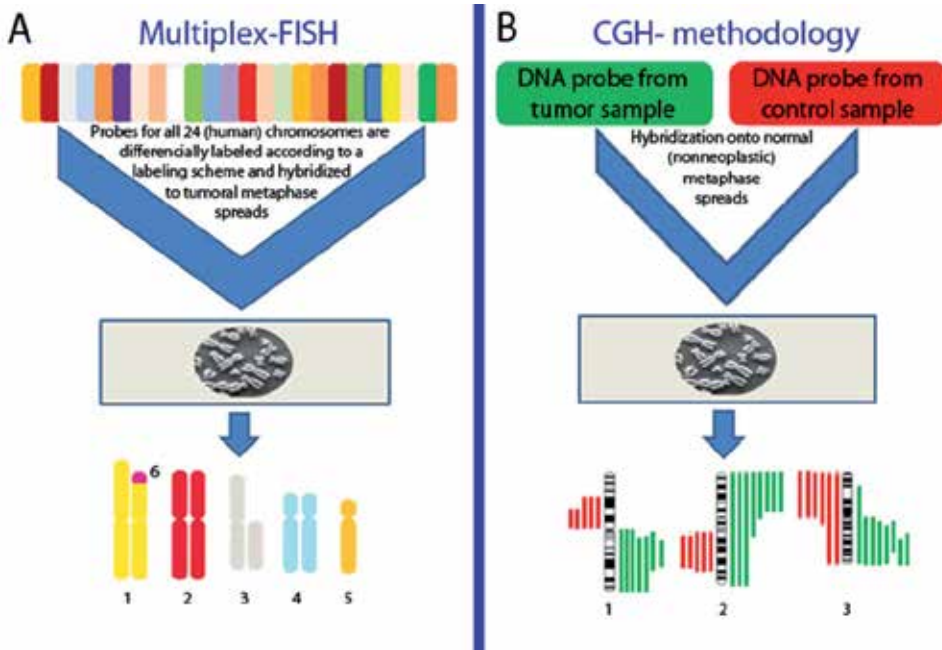 A
Multiplex-FISH
Probes for all 24 (human) chromosomes are
differencially labeled according to a
labeling scheme and hybridized
to tumoral metaphase
spreads
6
1 2 3 4 5
B
CGH- methodology
DNA probe from
tumor sample
DNA probe from
control sample
Hybridization onto normal
(nonneoplastic)
metaphase
spreads
1 2 3